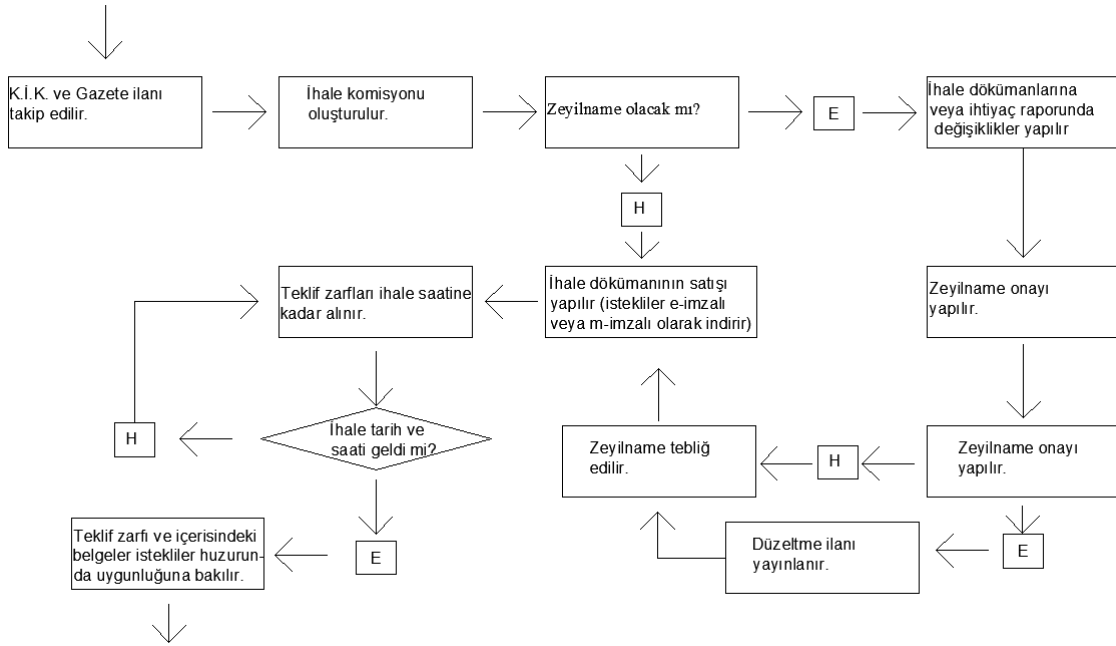 K.İ.K. ve Gazete ilanı
takip edilir.
İhale komisyonu
oluşturulur.
Zeyilname olacak mı?
E
İhale dökümanlarına
veya ihtiyaç raporunda
değişiklikler yapılır
H
Teklif zarfları ihale saatine
kadar alınır.
İhale dökümanının satışı
yapılır (istekliler e-imzalı
veya m-imzalı olarak indirir)
Zeyilname onayı
yapılır.
H
İhale tarih ve
saati geldi mi?
Zeyilname tebliğ
edilir.
H
Zeyilname onayı
yapılır.
Teklif zarfı ve içerisindeki
belgeler istekliler huzurun-
da uygunluğuna bakılır.
E
Düzeltme ilanı
yayınlanır.
E